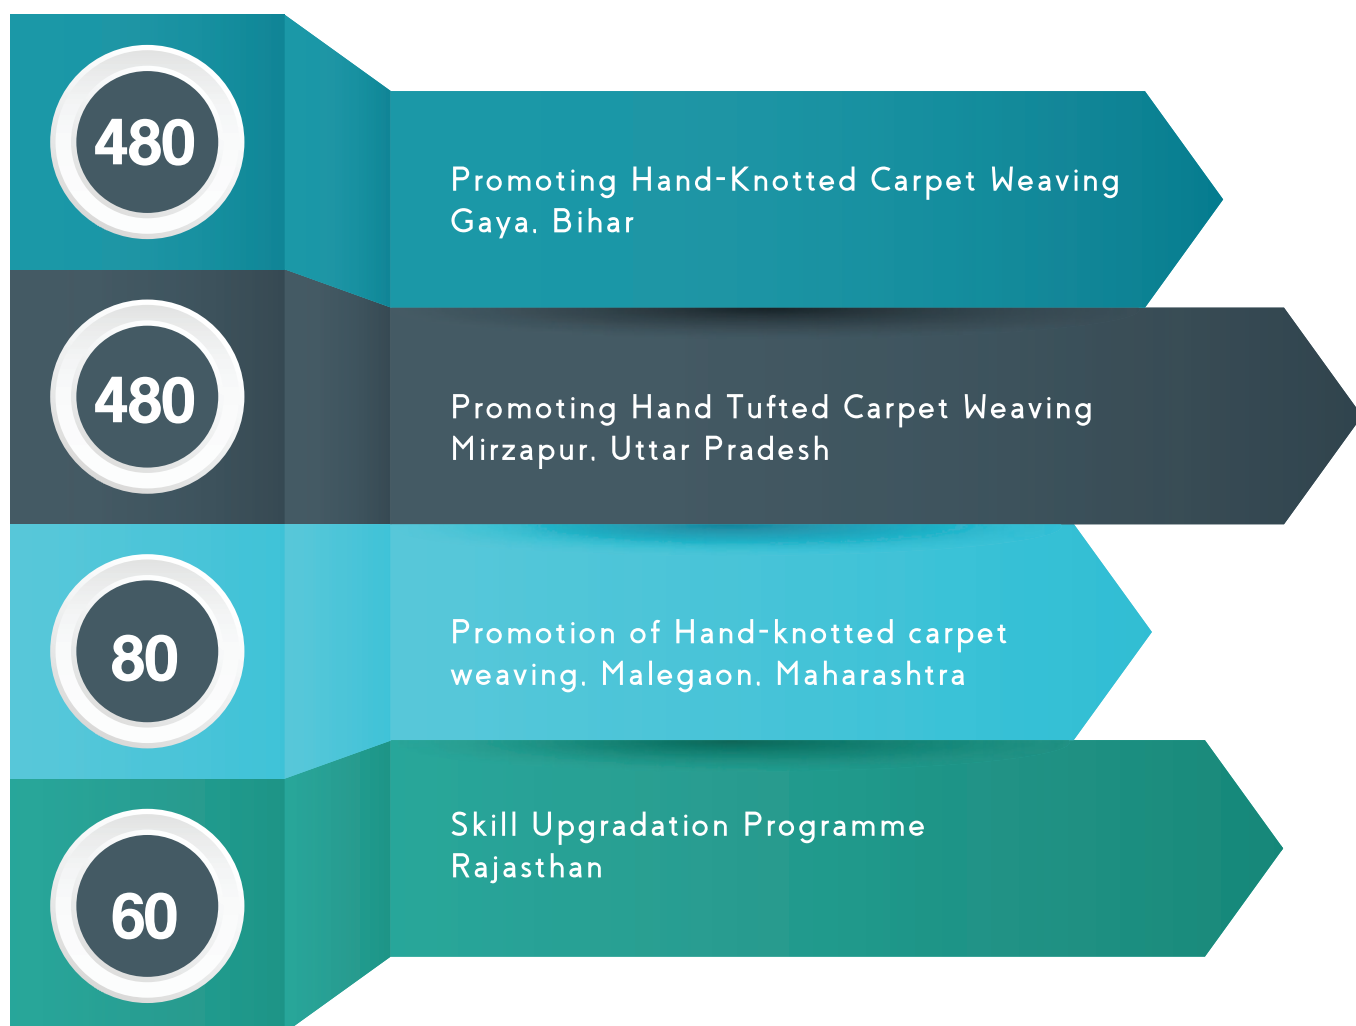 480
Promoting Hand-Knotted Carpet Weaving
Gaya, Bihar
480
Promoting Hand Tufted Carpet Weaving
Mirzapur, Uttar Pradesh
80
Promotion of Hand-knotted carpet
weaving, Malegaon, Maharashtra
60
Skill Upgradation Programme
Rajasthan